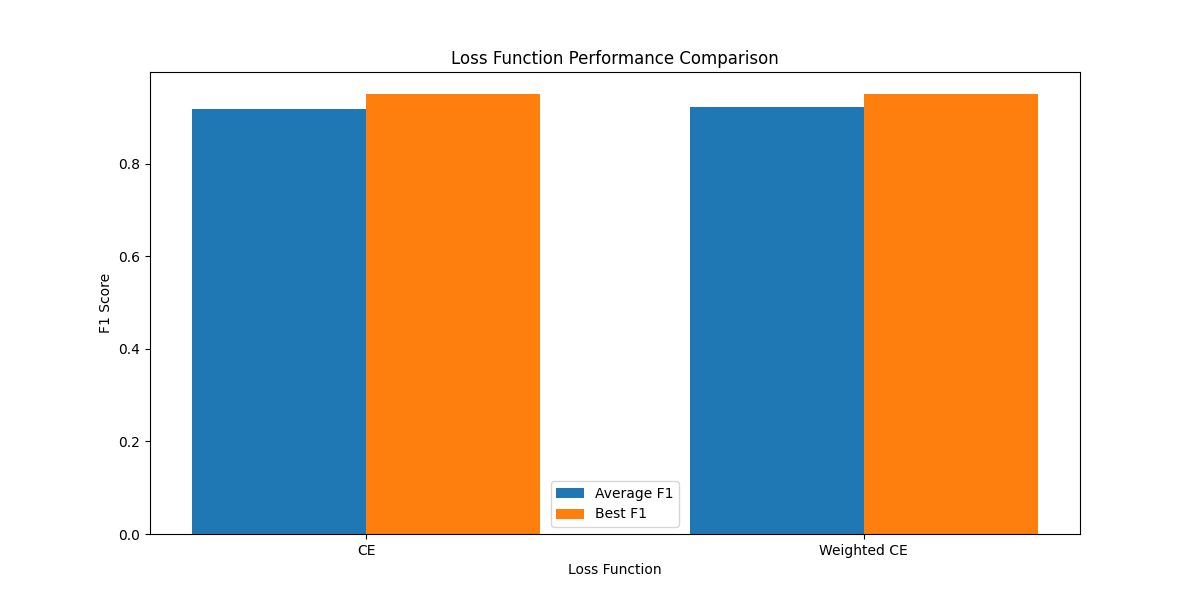 Loss Function Performance Comparison
F1 Score
0.8
0.6
0.4
0.2
0.0
Average F1
Best F1
CE
Weighted CE
Loss Function